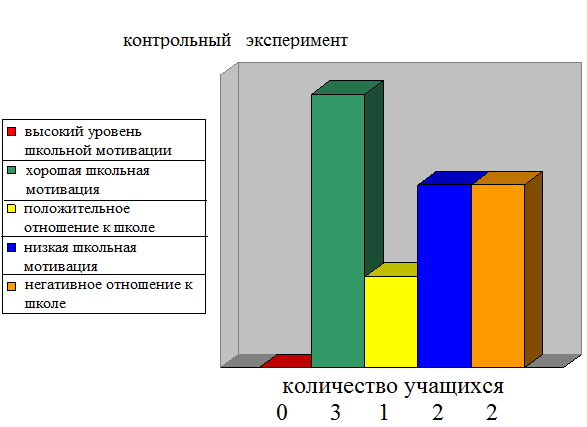 контрольный эксперимент
высокий уровень
школьной мотивации
хорошая школьная
мотивация
положительное
отношение к школе
низкая школьная
мотивация
негативное отношение к
школе
количество учащихся
0 3 1 2 2